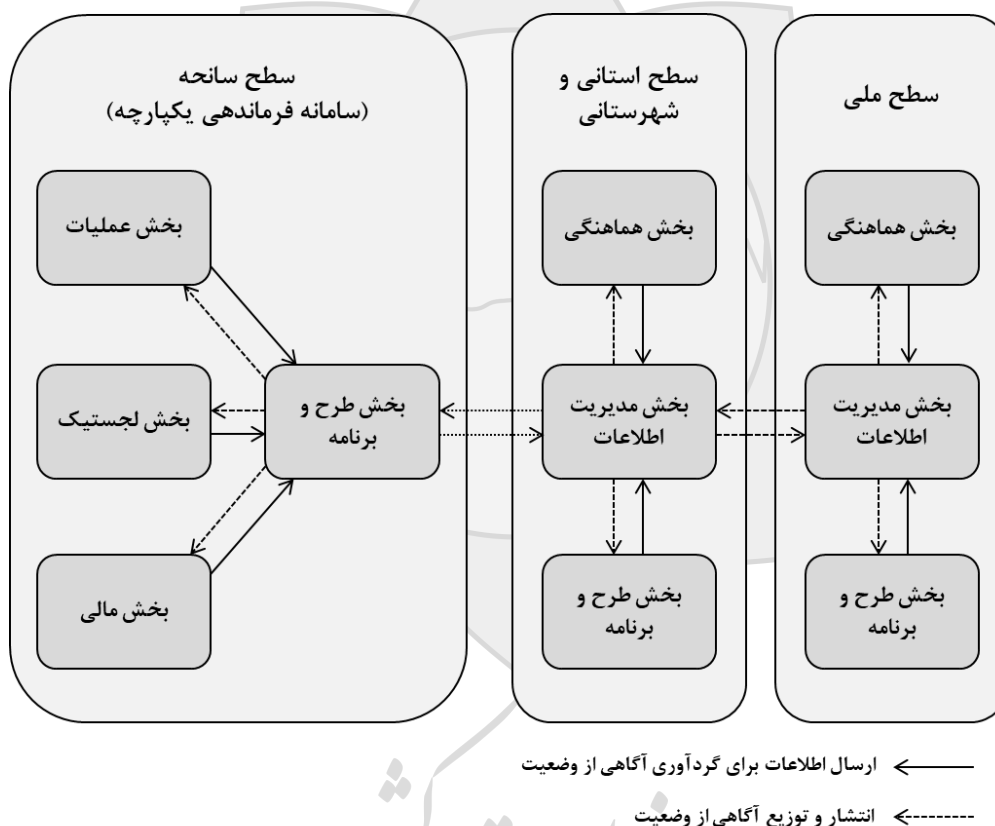 سطح ملی
بخش هماهنگی
بخش مدیریت
اطلاعات
بخش طرح و
برنامه
سطح استانی و
شهرستانی
بخش هماهنگی
بخش مدیریت
اطلاعات
بخش طرح و
برنامه
سطح سانحه
(سامانه فرماندهی یکپارچه)
بخش طرح و
برنامه
بخش عملیات
بخش لجستیک
بخش مالی
ارسال اطلاعات برای گردآوری آگاهی از وضعیت
انتشار و توزیع آگاهی از وضعیت